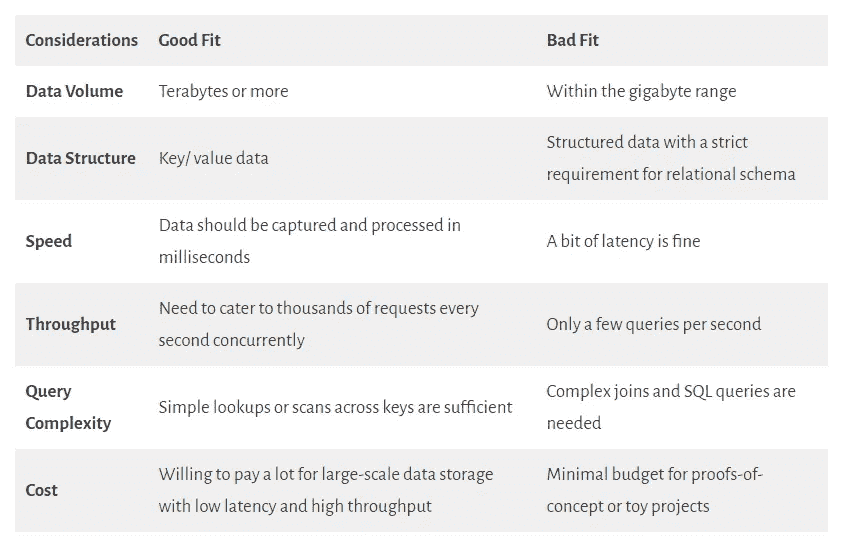 Considerations Good Fit Bad Fit
Data Volume Terabytes or more Within the gigabyte range
Data Structure Key/ value data Structured data with a strict
requirement for relational schema
Speed Data should be captured and processed in
milliseconds A bit of latency is fine
Throughput Need to cater to thousands of requests every
second concurrently Only a few queries per second
Query
Complexity Simple lookups or scans across keys are sufficient Complex joins and SQL queries are
needed
Cost Willing to pay a lot for large-scale data storage
with low latency and high throughput Minimal budget for proofs-of-
concept or toy projects